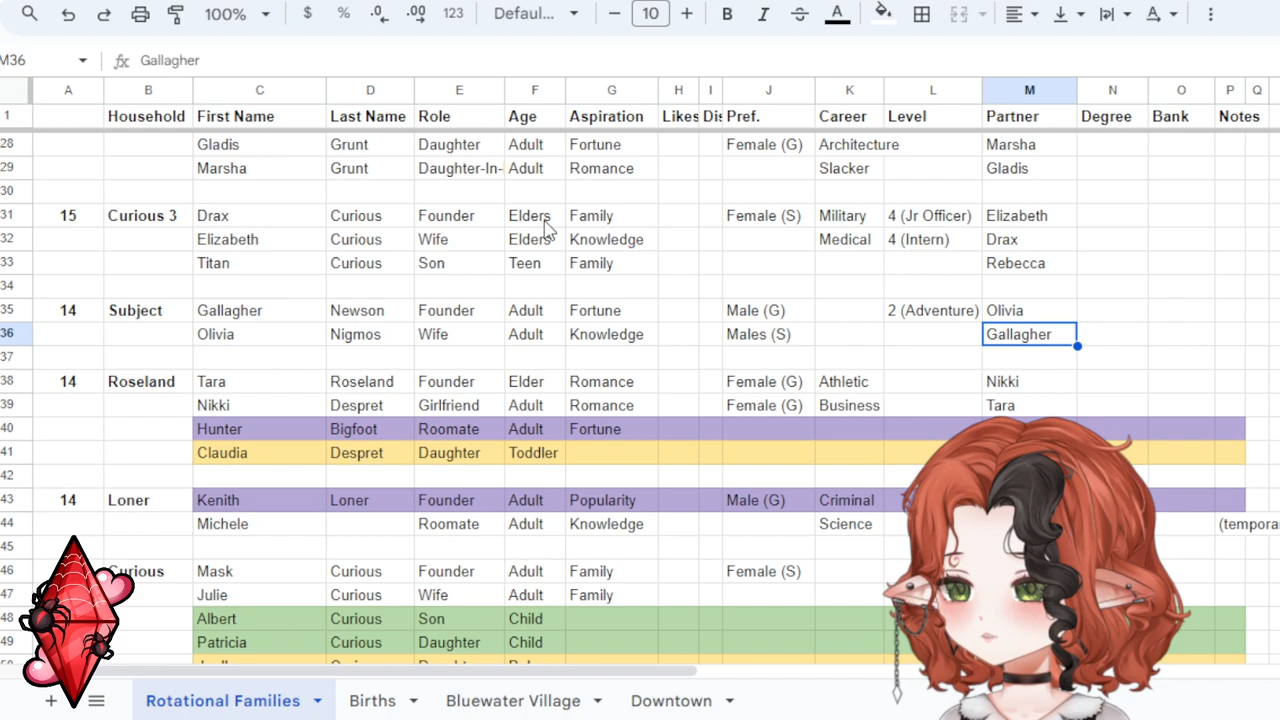 100% $ % .0 .00 123 Defaul... — 10 + B I A A
M36 fx Gallagher
A B C D E F G H I J K L M N O P Q
1 Household First Name Last Name Role Age Aspiration Likes Dis Pref. Career Level Partner Degree Bank Notes
28 Gladis Grunt Daughter Adult Fortune Female (G) Architecture Marsha
29 Marsha Grunt Daughter-In- Adult Romance Slacker Gladis
30
31 15 Curious 3 Drax Curious Founder Elders Family Female (S) Military 4 (Jr Officer) Elizabeth
32 Elizabeth Curious Wife Elders Knowledge Medical 4 (Intern) Drax
33 Titan Curious Son Teen Family Rebecca
34
35 14 Subject Gallagher Newson Founder Adult Fortune Male (G) 2 (Adventure) Olivia
36 Olivia Nigmos Wife Adult Knowledge Males (S) Gallagher
37
38 14 Roseland Tara Roseland Founder Elder Romance Female (G) Athletic Nikki
39 Nikki Despret Girlfriend Adult Romance Female (G) Business Tara
40 Hunter Bigfoot Roomate Adult Fortune
41 Claudia Despret Daughter Toddler
42
43 14 Loner Kenith Loner Founder Adult Popularity Male (G) Criminal
44 Michele Roomate Adult Knowledge Science (tempora
45
46 Curious Mask Curious Founder Adult Family Female (S)
47 Julie Curious Wife Adult Family
48 Albert Curious Son Child
49 Patricia Curious Daughter Child
+ Rotational Families Births Bluewater Village Downtown